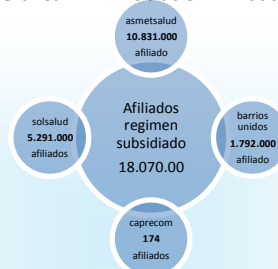 asmetsalud
10.831.000
afiliado
solsalud
5.291.000
afiliados
Afiliados
regimen
subsidiado
18.070.00
barrios
unidos
1.792.000
afiliado
caprecom
174
afiliados